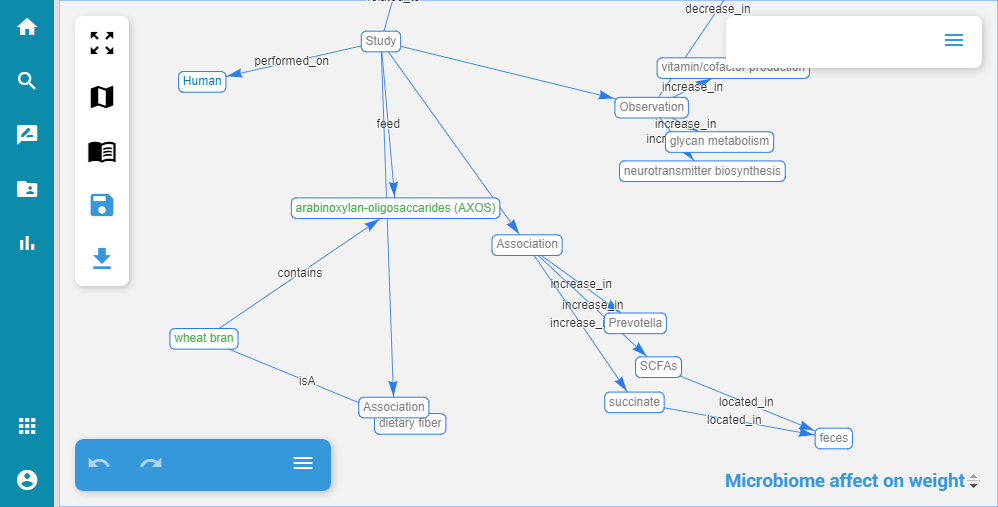 related_to
decrease_in
Study
performed_on
Human
vitamin/cofactor production
increase_in
Observation
feed
increase_in
glycan metabolism
neurotransmitter biosynthesis
arabinoxylan-oligosaccarides (AXOS)
Association
contains
increase_in
increase_in
increase_
Prevotella
wheat bran
SCFAs
isA
succinate
located_in
Association
located_in
dietary fiber
feces
Microbiome affect on weight